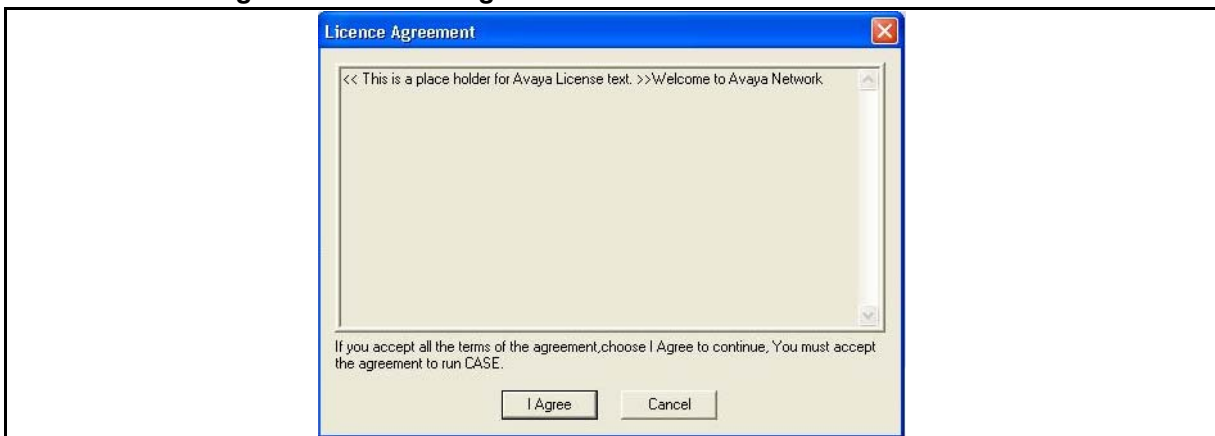 Licence Agreement
<< This is a place holder for Avaya License text. >>Welcome to Avaya Network
If you accept all the terms of the agreement,choose I Agree to continue, You must accept
the agreement to run CASE.
I Agree Cancel